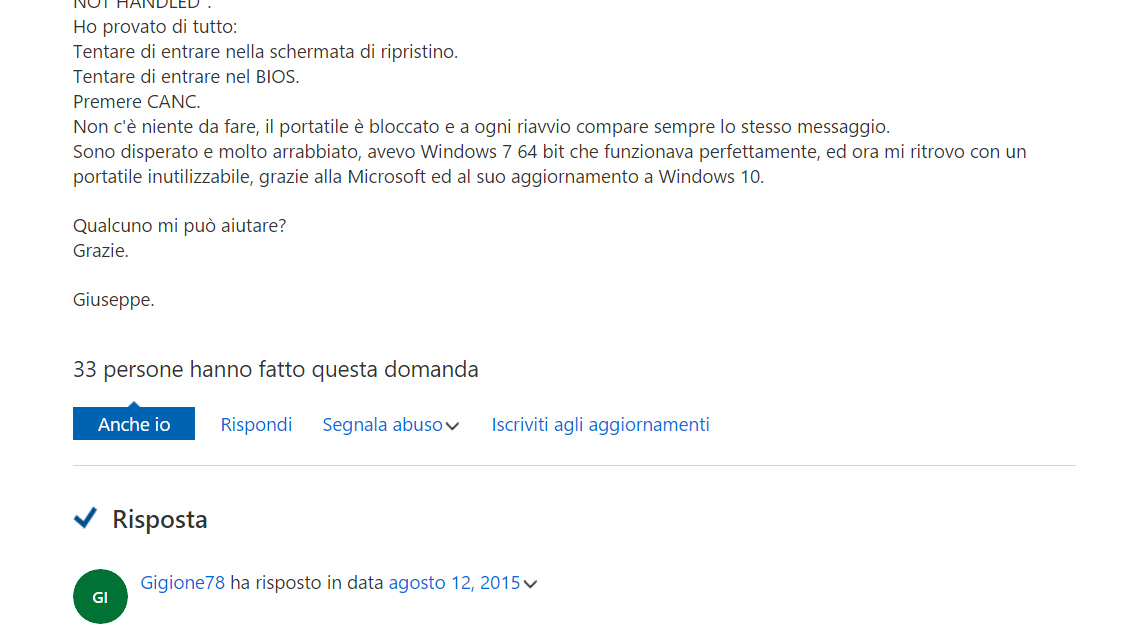 NOT HANDLED".
Ho provato di tutto:
Tentare di entrare nella schermata di ripristino.
Tentare di entrare nel BIOS.
Premere CANC.
Non c'è niente da fare, il portatile è bloccato e a ogni riavvio compare sempre lo stesso messaggio.
Sono disperato e molto arrabbiato, avevo Windows 7 64 bit che funzionava perfettamente, ed ora mi ritrovo con un
portatile inutilizzabile, grazie alla Microsoft ed al suo aggiornamento a Windows 10.
Qualcuno mi può aiutare?
Grazie.
Giuseppe.
33 persone hanno fatto questa domanda
Anche io Rispondi Segnala abuso Iscriviti agli aggiornamenti
Risposta
GI Gigione78 ha risposto in data agosto 12, 2015